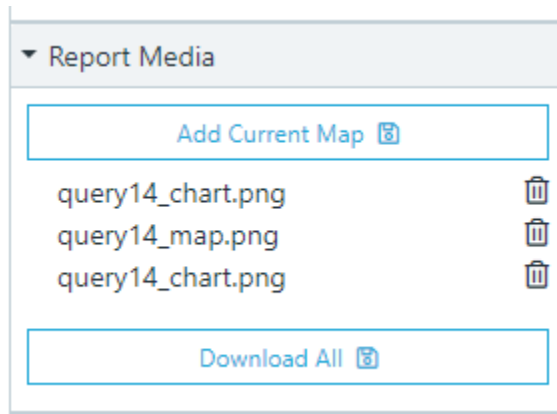 Report Media
Add Current Map
query14_chart.png
query14_map.png
query14_chart.png
Download All